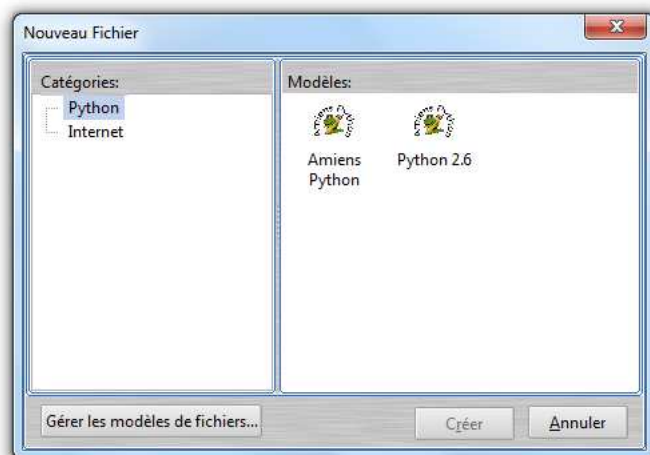 Nouveau Fichier
Catégories:
Python
Internet
Modèles:
Amiens
Python
Python 2.6
Gérer les modèles de fichiers...
Créer
Annuler